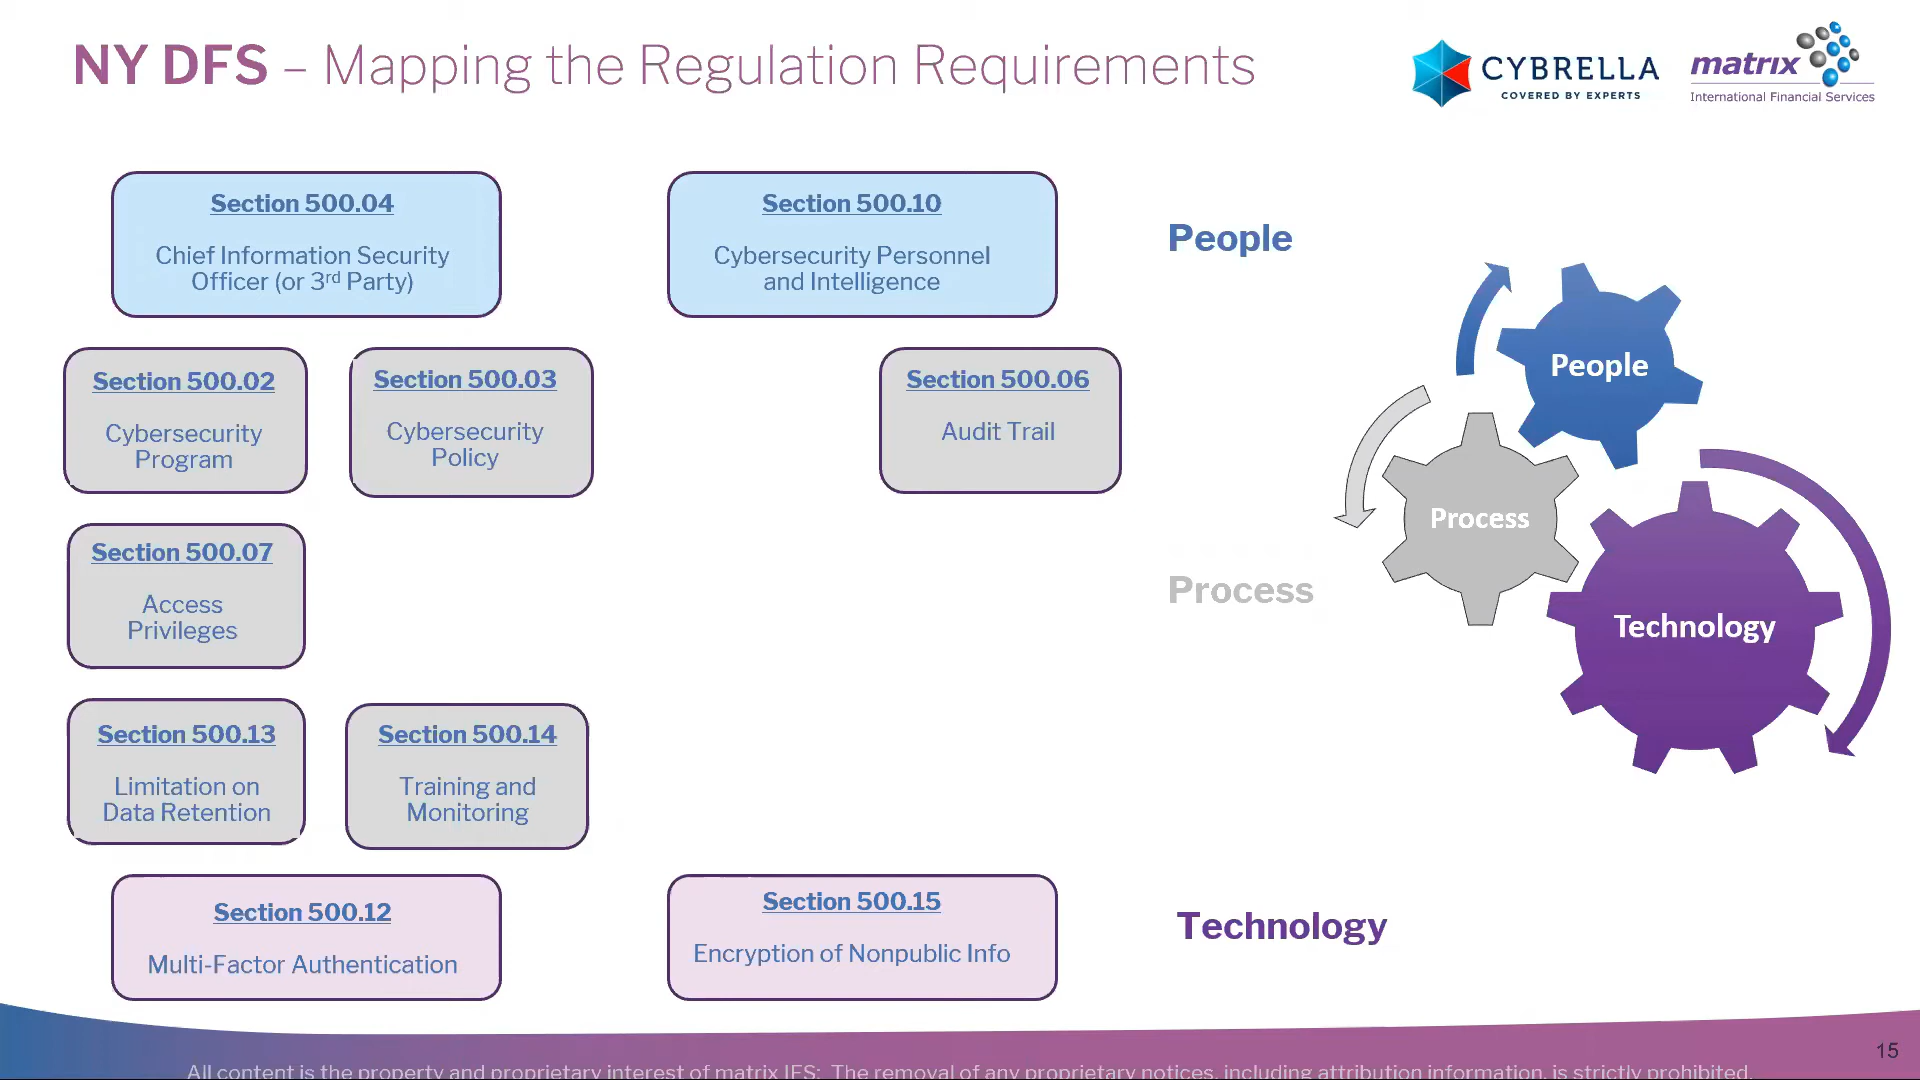 NY DFS – Mapping the Regulation Requirements
CYBRELLA
COVERED BY EXPERTS
matrix
International Financial Services
Section 500.04
Chief Information Security
Officer (or 3rd Party)
Section 500.10
Cybersecurity Personnel
and Intelligence
People
Section 500.02
Cybersecurity
Program
Section 500.03
Cybersecurity
Policy
Section 500.06
Audit Trail
People
Process
Technology
Section 500.07
Access
Privileges
Process
Section 500.13
Limitation on
Data Retention
Section 500.14
Training and
Monitoring
Section 500.12
Multi-Factor Authentication
Section 500.15
Encryption of Nonpublic Info
Technology
15
All content is the property and proprietary interest of matrix IFS; The removal of any proprietary notices, including attribution information, is strictly prohibited.